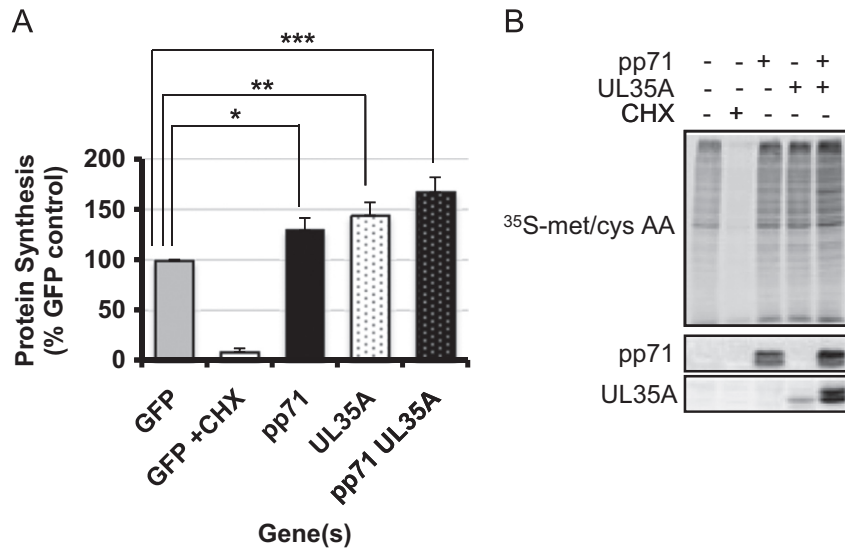 A
***
**
*
200
150
100
50
0
Protein Synthesis
(% GFP control)
GFP
GFP +CHX
pp71
UL35A
pp71 UL35A
Gene(s)
B
pp71 - - + - +
UL35A - - - + +
CHX - + - - -
35S-met/cys AA
pp71
UL35A